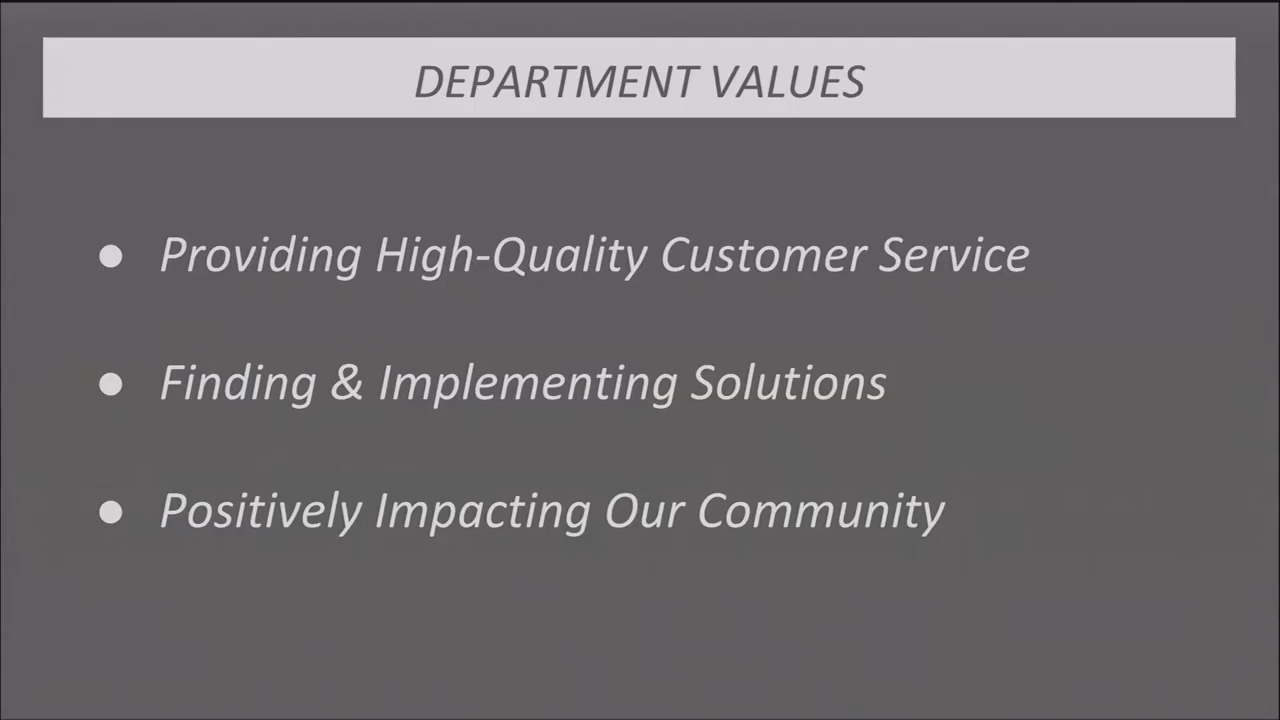 DEPARTMENT VALUES
● Providing High-Quality Customer Service
● Finding & Implementing Solutions
● Positively Impacting Our Community